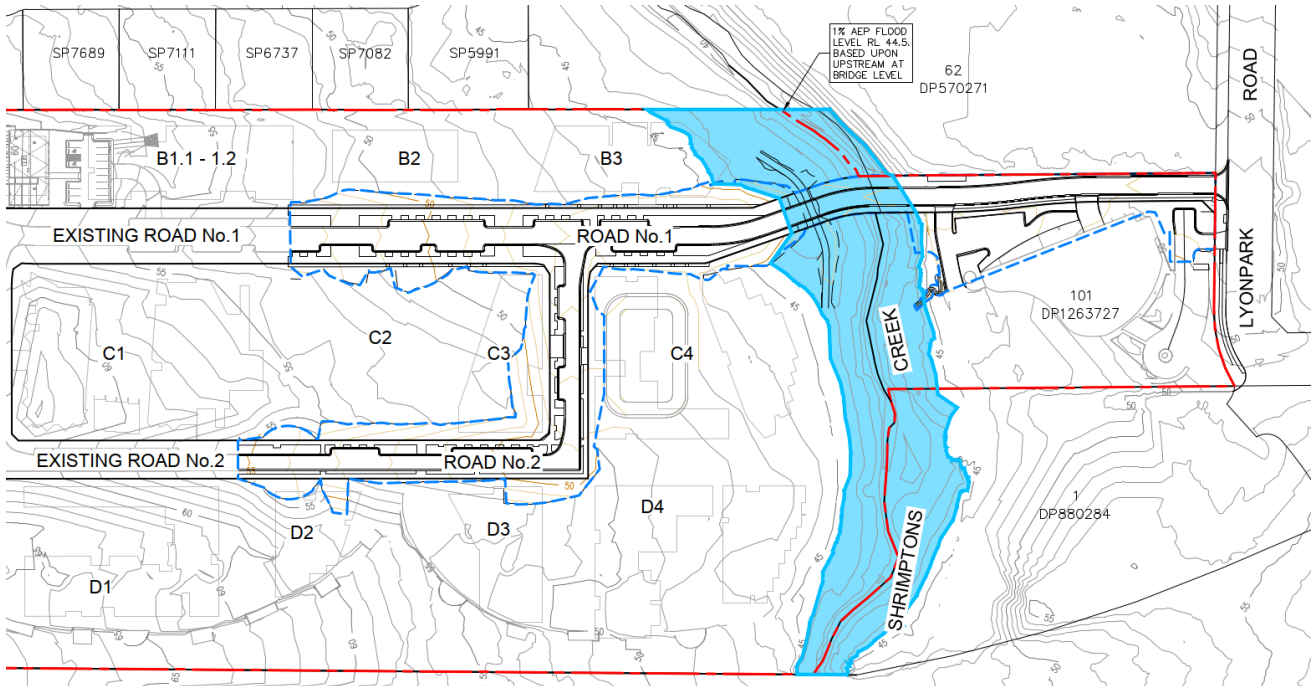 1% AEP FLOOD
LEVEL RL 44.5.
BASED UPON
UPSTREAM AT
BRIDGE LEVEL
SP7689
SP7111
SP6737
SP7082
SP5991
62
DP570271
ROAD
LYONPARK
B1.1 - 1.2
B2
B3
EXISTING ROAD No.1
ROAD No.1
101
DP1263727
C1
C2
C3
C4
CREEK
SHRIMPTONS
EXISTING ROAD No.2
ROAD No.2
1
DP880284
D1
D2
D3
D4
55
50
45
40
60
65